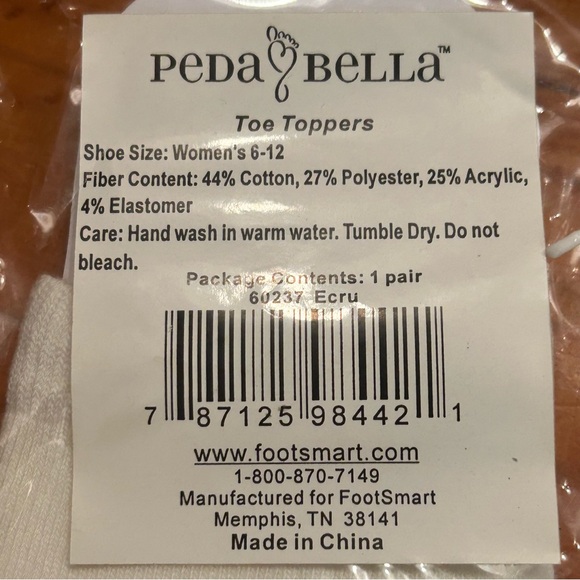 PEDA BELLA™
Toe Toppers
Shoe Size: Women's 6-12
Fiber Content: 44% Cotton, 27% Polyester, 25% Acrylic,
4% Elastomer
Care: Hand wash in warm water. Tumble Dry. Do not
bleach.
Package Contents: 1 pair
60237 Ecru
7 87125 98442 1
www.footsmart.com
1-800-870-7149
Manufactured for FootSmart
Memphis, TN 38141
Made in China